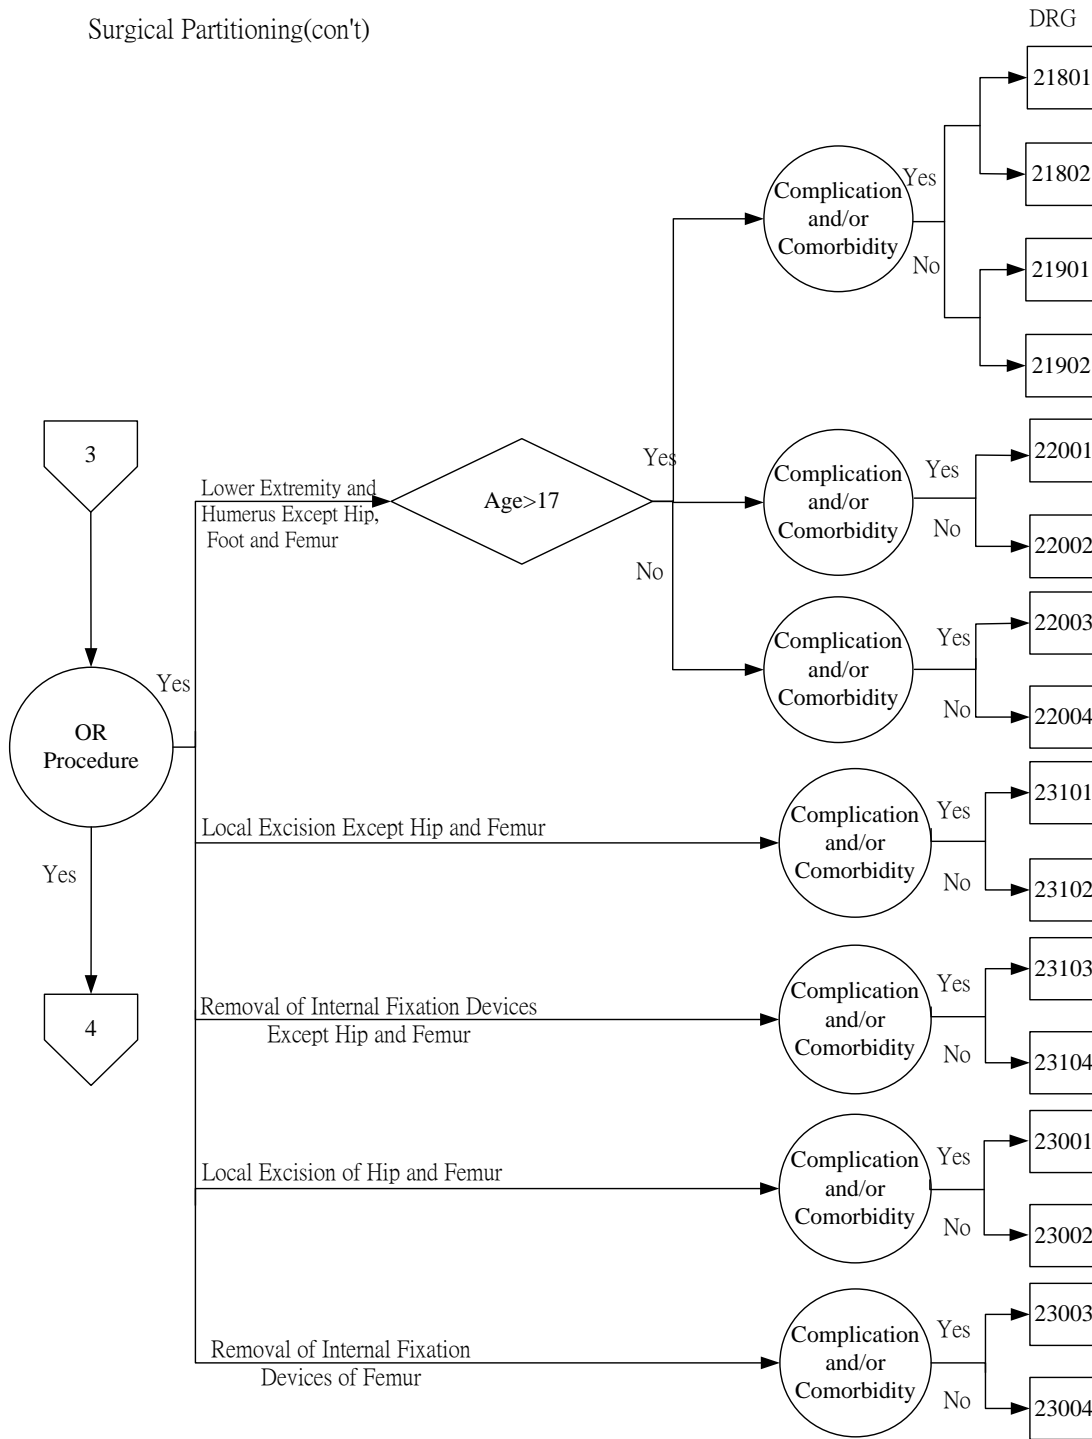 Surgical Partitioning(con't)
DRG
21801
Complication
and/or
Comorbidity
Yes
21802
No
21901
21902
3
Lower Extremity and
Humerus Except Hip,
Foot and Femur
Age>17
Yes
No
Complication
and/or
Comorbidity
Yes
22001
No
22002
Complication
and/or
Comorbidity
Yes
22003
No
22004
OR
Procedure
Yes
Yes
4
Local Excision Except Hip and Femur
Complication
and/or
Comorbidity
Yes
23101
No
23102
Removal of Internal Fixation Devices
Except Hip and Femur
Complication
and/or
Comorbidity
Yes
23103
No
23104
Local Excision of Hip and Femur
Complication
and/or
Comorbidity
Yes
23001
No
23002
Removal of Internal Fixation
Devices of Femur
Complication
and/or
Comorbidity
Yes
23003
No
23004